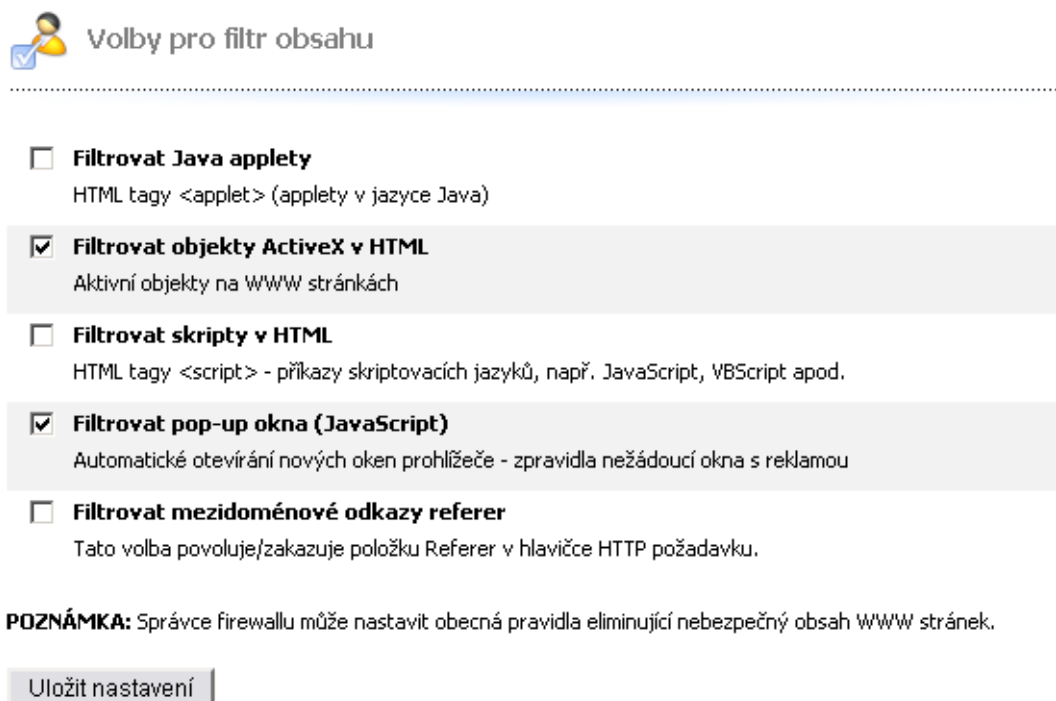 Volby pro filtr obsahu
Filtrovat Java applety
HTML tagy <applet> (applety v jazyce Java)
Filtrovat objekty ActiveX v HTML
Aktivní objekty na WWW stránkách
Filtrovat skripty v HTML
HTML tagy <script> - příkazy skriptovacích jazyků, např. JavaScript, VBScript apod.
Filtrovat pop-up okna (JavaScript)
Automatické otevírání nových oken prohlížeče - zpravidla nežádoucí okna s reklamou
Filtrovat mezidoménové odkazy referer
Tato volba povoluje/zakazuje položku Referer v hlavičce HTTP požadavku.
POZNÁMKA: Správce firewallu může nastavit obecná pravidla eliminující nebezpečný obsah WWW stránek.
Uložit nastavení